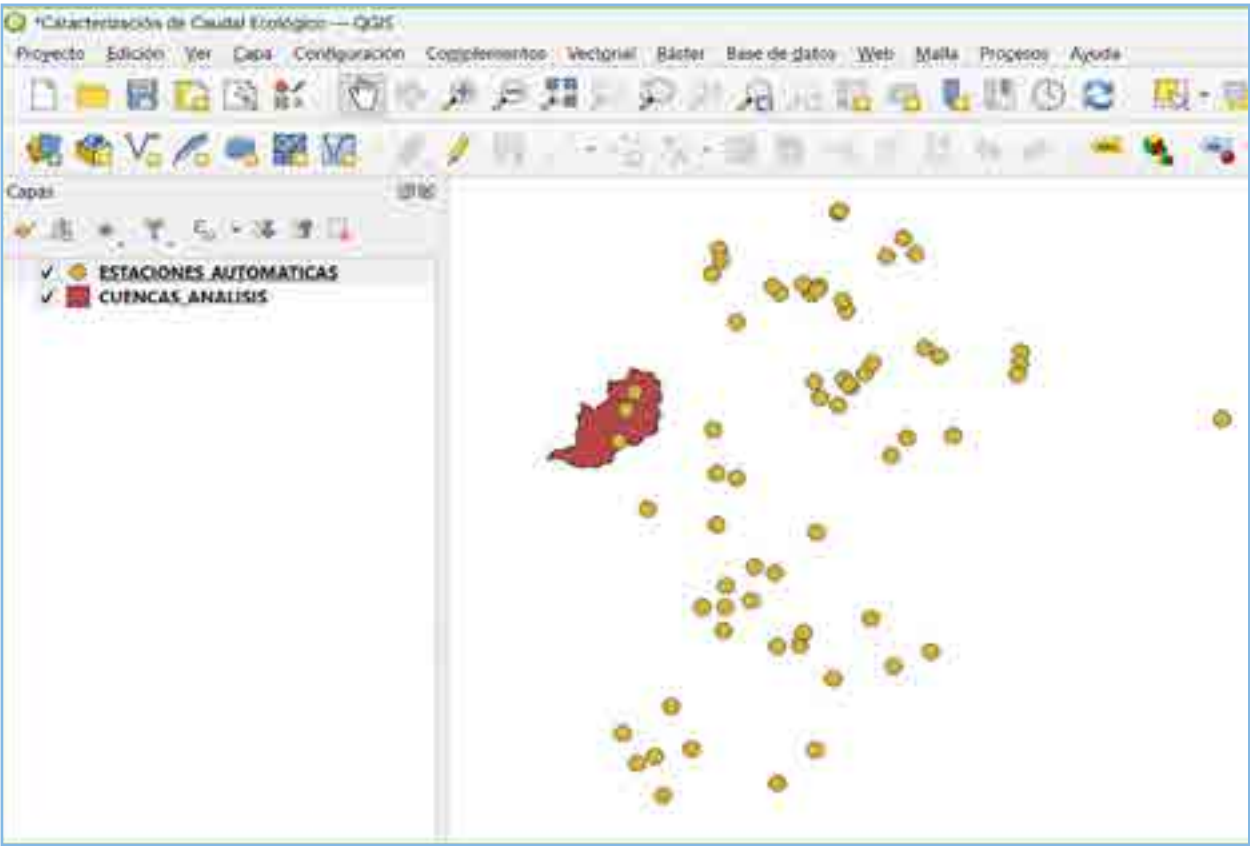 *Caracterización de Caudal Ecológico — QGIS
Proyecto Edición Ver Capa Configuración Complementos Vectorial Ráster Base de datos Web Malla Procesos Ayuda
Capas
ESTACIONES_AUTOMATICAS
CUENCAS_ANALISIS